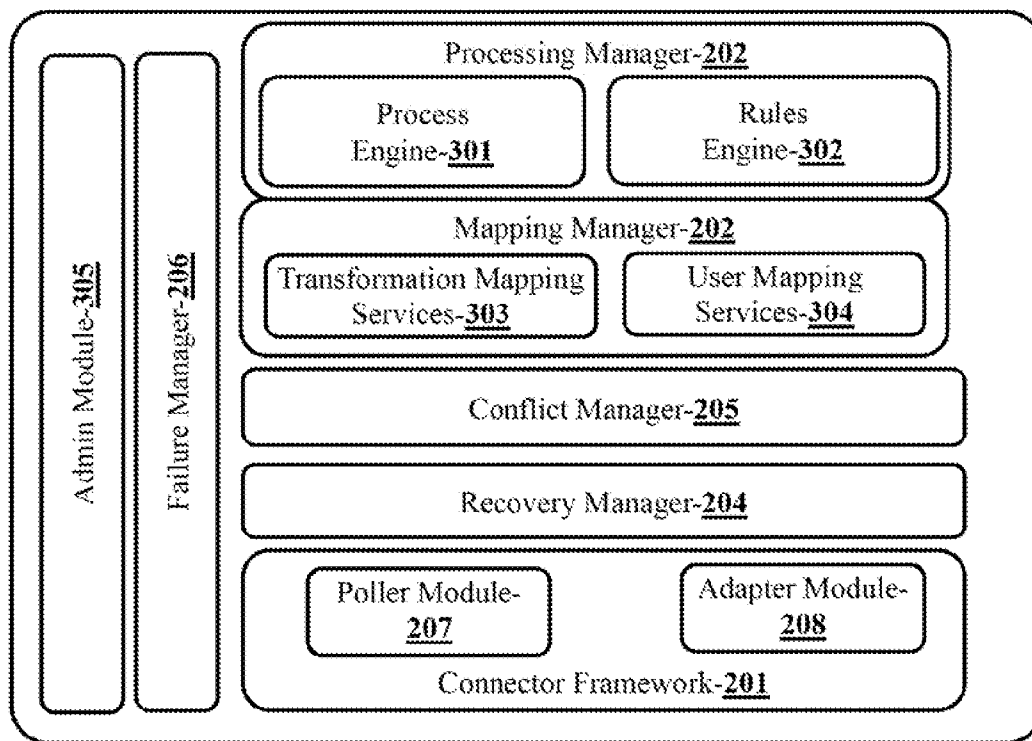 Admin Module-305
Failure Manager-206
Processing Manager-202
Process
Engine-301
Rules
Engine-302
Mapping Manager-202
Transformation Mapping
Services-303
User Mapping
Services-304
Conflict Manager-205
Recovery Manager-204
Poller Module-
207
Adapter Module-
208
Connector Framework-201